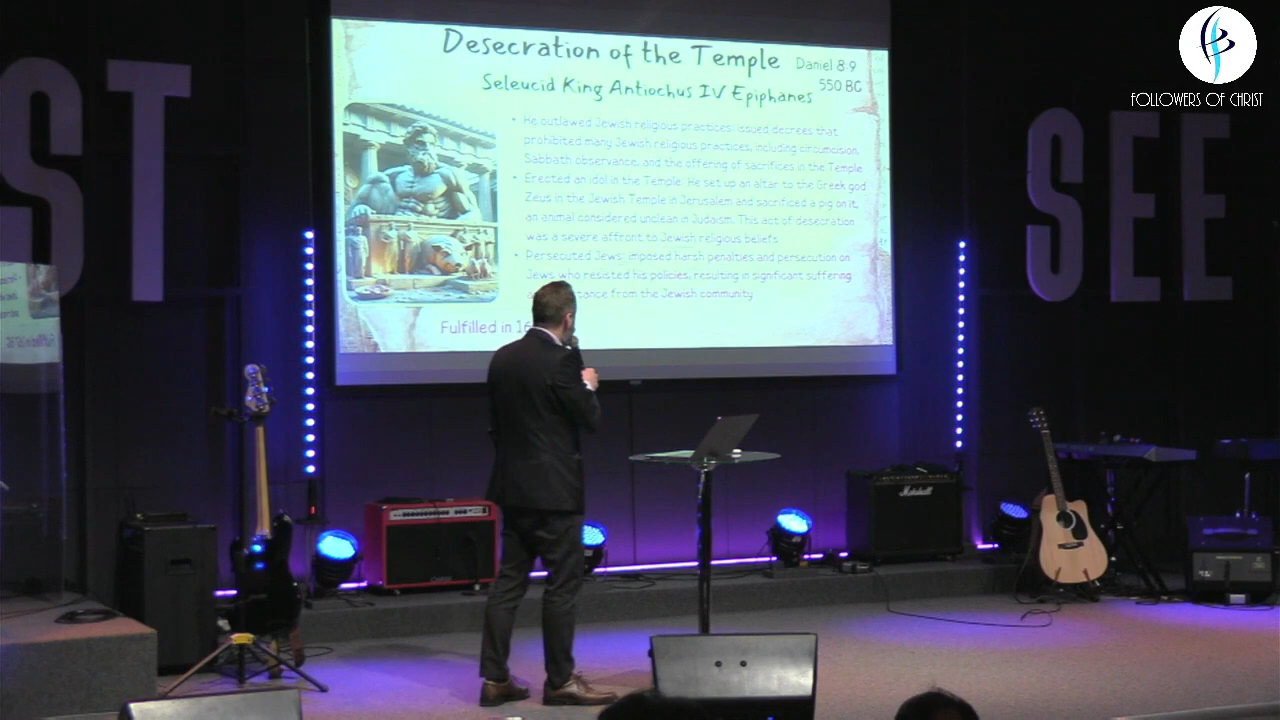 Desecration of the Temple
Daniel 8:9
550 BC
Seleucid King Antiochus IV Epiphanes
• He outlawed Jewish religious practices: issued decrees that
prohibited many Jewish religious practices, including circumcision,
Sabbath observance, and the offering of sacrifices in the Temple
• Erected an idol in the Temple: He set up an altar to the Greek god
Zeus in the Jewish Temple in Jerusalem and sacrificed a pig on it,
an animal considered unclean in Judaism. This act of desecration
was a severe affront to Jewish religious beliefs
• Persecuted Jews: imposed harsh penalties and persecution on
Jews who resisted his policies, resulting in significant suffering
from the Jewish community
Fulfilled in 16
ST
SEE
FOLLOWERS OF CHRIST
Marshall